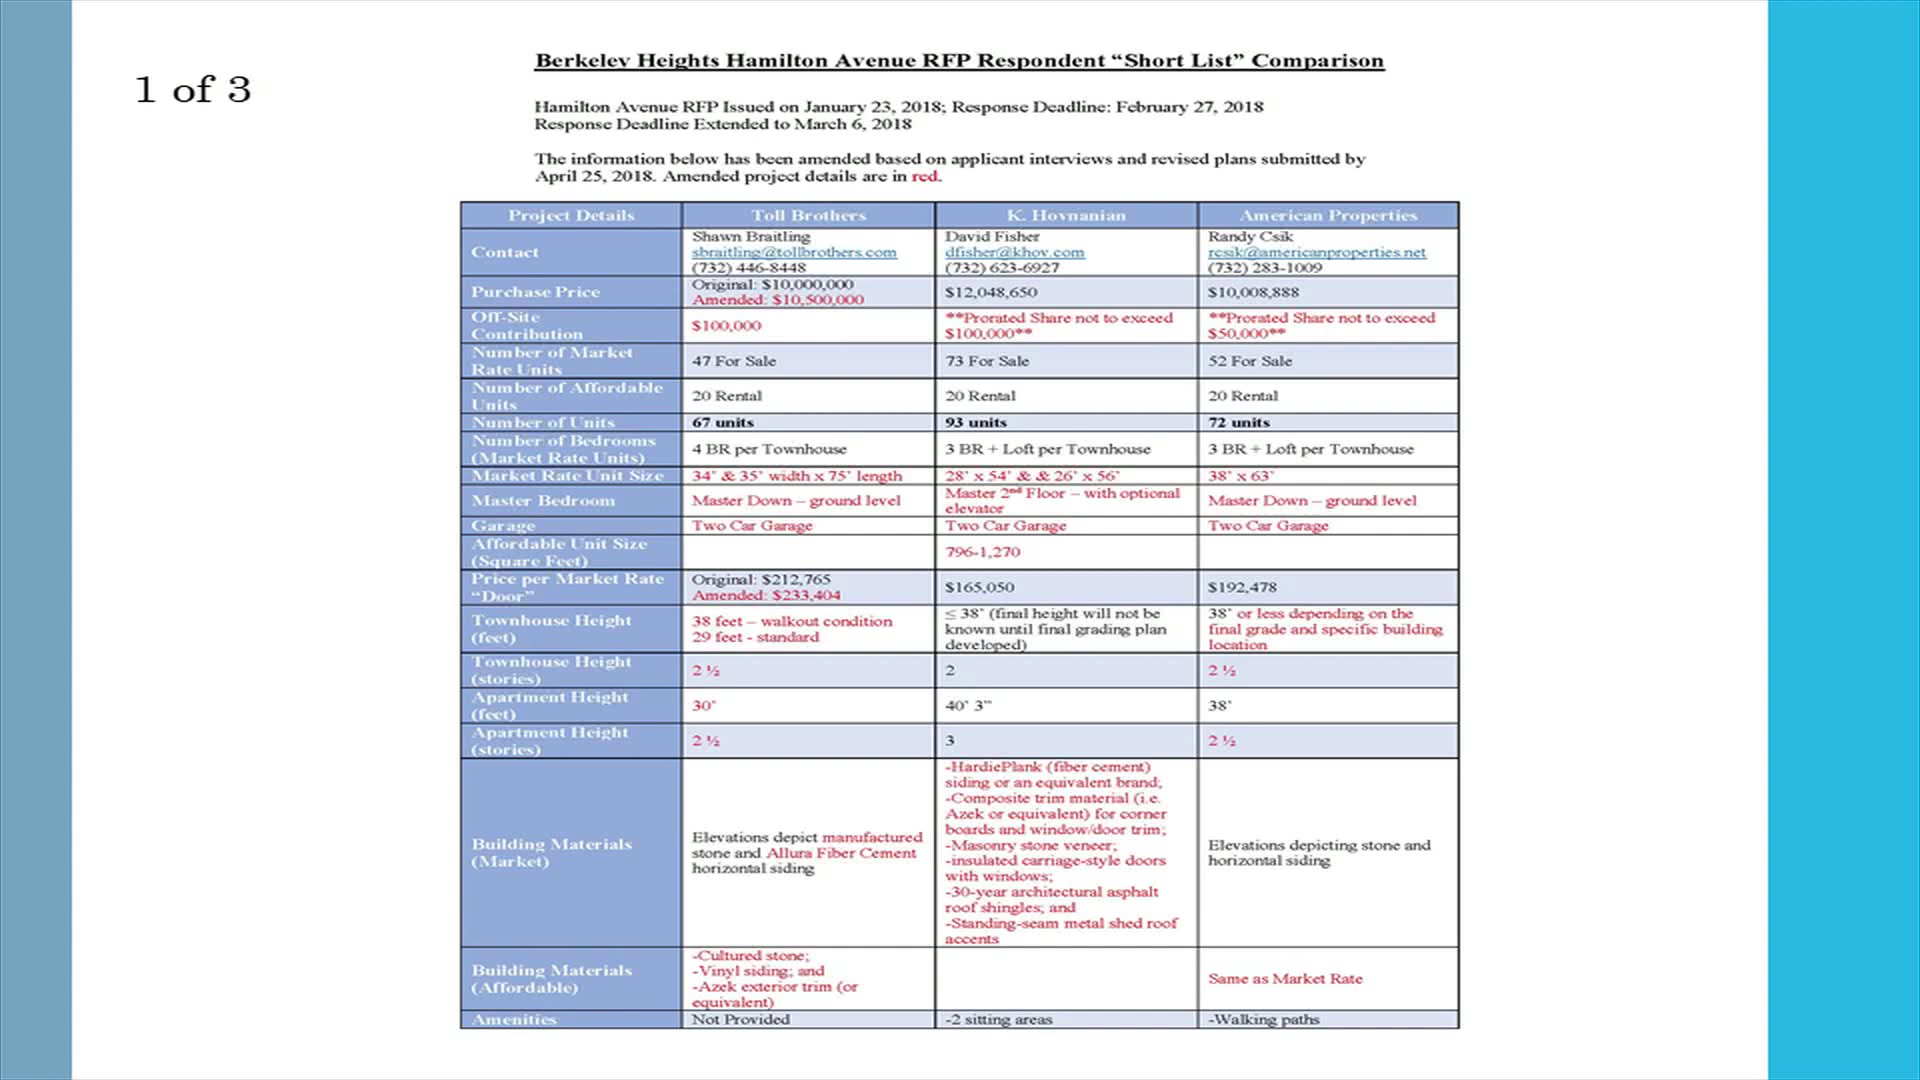 1 of 3
Berkeley Heights Hamilton Avenue RFP Respondent “Short List” Comparison
Hamilton Avenue RFP Issued on January 23, 2018; Response Deadline: February 27, 2018
Response Deadline Extended to March 6, 2018
The information below has been amended based on applicant interviews and revised plans submitted by
April 25, 2018. Amended project details are in red.
Project Details Toll Brothers K. Hovnanian American Properties
Contact
Shawn Braitling
sbraitling@tollbrothers.com
(732) 446-8448
David Fisher
dfisher@khov.com
(732) 623-6927
Randy Csik
rcsik@americanproperties.net
(732) 283-1009
Purchase Price
Original: $10,000,000
Amended: $10,500,000
$12,048,650
$10,008,888
Off-Site
Contribution
$100,000
**Prorated Share not to exceed
$100,000**
**Prorated Share not to exceed
$50,000**
Number of Market
Rate Units
47 For Sale
73 For Sale
52 For Sale
Number of Affordable
Units
20 Rental
20 Rental
20 Rental
Number of Units 67 units 93 units 72 units
Number of Bedrooms
(Market Rate Units)
4 BR per Townhouse
3 BR + Loft per Townhouse
3 BR + Loft per Townhouse
Market Rate Unit Size 34’ & 35’ width x 75’ length 28’ x 54’ & & 26’ x 56’ 38’ x 63’
Master Bedroom
Master Down – ground level
Master 2nd Floor – with optional
elevator
Master Down – ground level
Garage Two Car Garage Two Car Garage Two Car Garage
Affordable Unit Size
(Square Feet)
796-1,270
Price per Market Rate
“Door”
Original: $212,765
Amended: $233,404
$165,050
$192,478
Townhouse Height
(feet)
38 feet – walkout condition
29 feet - standard
≤ 38’ (final height will not be
known until final grading plan
developed)
38’ or less depending on the
final grade and specific building
location
Townhouse Height
(stories)
2 ½
2
2 ½
Apartment Height
(feet)
30’
40’ 3”
38’
Apartment Height
(stories)
2 ½
3
2 ½
Building Materials
(Market)
Elevations depict manufactured
stone and Allura Fiber Cement
horizontal siding
-HardiePlank (fiber cement)
siding or an equivalent brand;
-Composite trim material (i.e.
Azek or equivalent) for corner
boards and window/door trim;
-Masonry stone veneer;
-insulated carriage-style doors
with windows;
-30-year architectural asphalt
roof shingles; and
-Standing-seam metal shed roof
accents
Elevations depicting stone and
horizontal siding
Building Materials
(Affordable)
-Cultured stone;
-Vinyl siding; and
-Azek exterior trim (or
equivalent)
Same as Market Rate
Amenities Not Provided -2 sitting areas -Walking paths